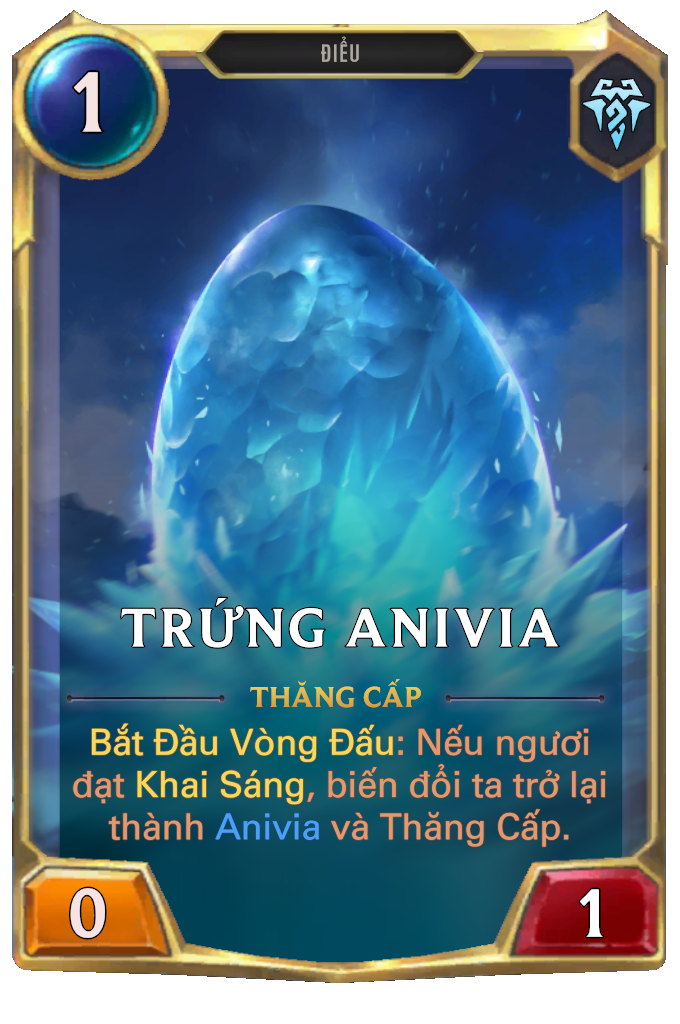 ĐIỂU
1
TRỨNG ANIVIA
THĂNG CẤP
Bắt Đầu Vòng Đấu: Nếu ngươi
đạt Khai Sáng, biến đổi ta trở lại
thành Anivia và Thăng Cấp.
0
1